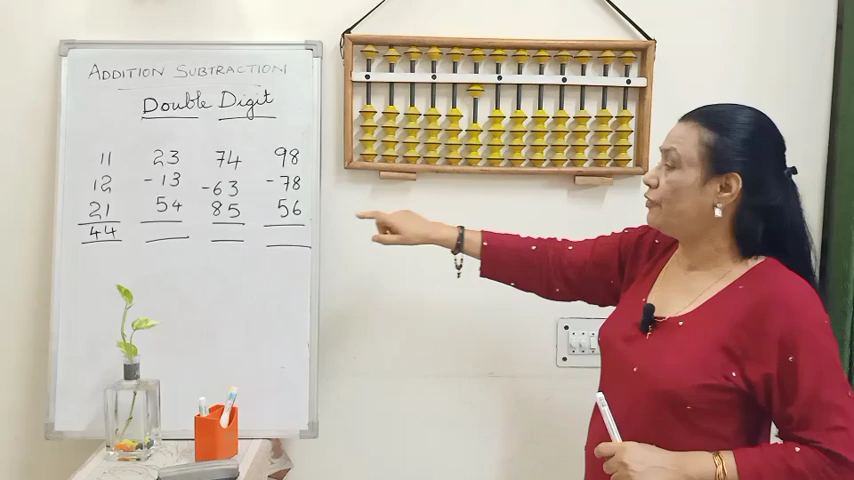 ADDITION SUBTRACTION
Double Digit
11 23 74 98
12 -13 -63 -78
21 54 85 56
44